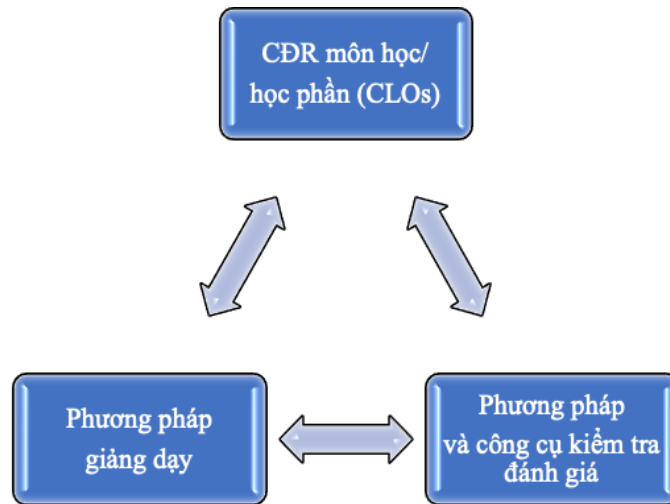 CĐR môn học/
học phần (CLOs)
Phương pháp
giảng dạy
Phương pháp
và công cụ kiểm tra
đánh giá